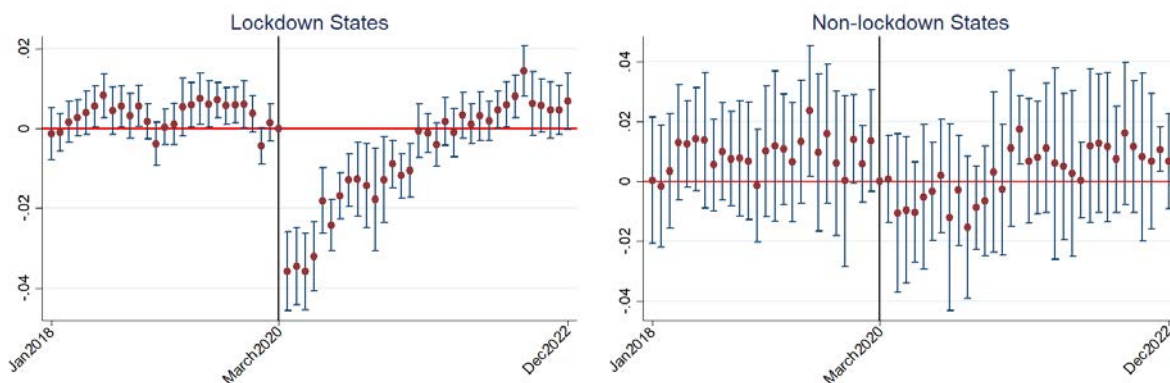 Lockdown States
.02
0
-.02
-.04
Jan2018
March2020
Dec2022
Non-lockdown States
.04
.02
0
-.02
-.04
Jan2018
March2020
Dec2022